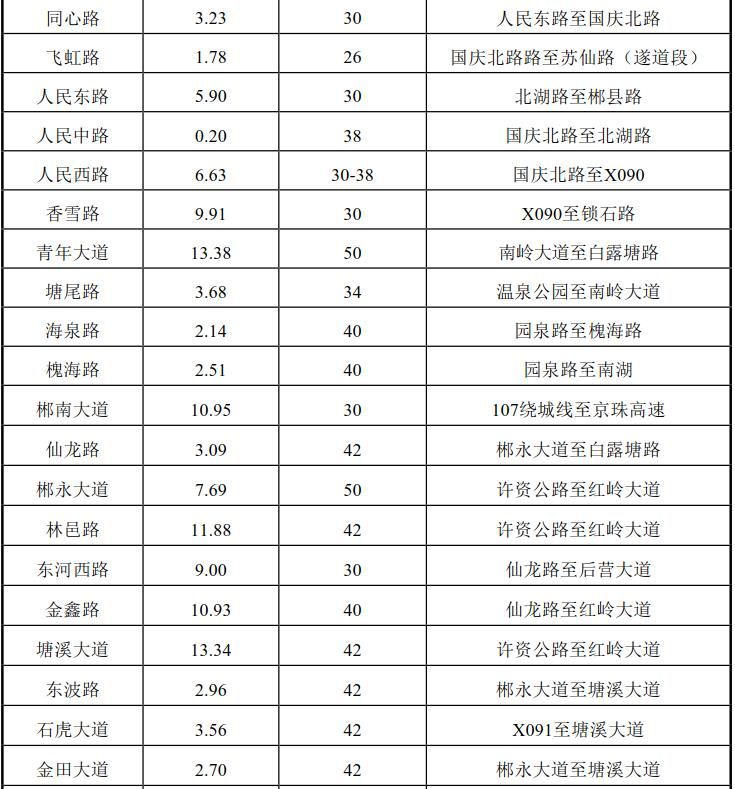 同心路 3.23 30 人民东路至国庆北路
飞虹路 1.78 26 国庆北路路至苏仙路（遂道段）
人民东路 5.90 30 北湖路至郴县路
人民中路 0.20 38 国庆北路至北湖路
人民西路 6.63 30-38 国庆北路至X090
香雪路 9.91 30 X090至锁石路
青年大道 13.38 50 南岭大道至白露塘路
塘尾路 3.68 34 温泉公园至南岭大道
海泉路 2.14 40 园泉路至槐海路
槐海路 2.51 40 园泉路至南湖
郴南大道 10.95 30 107绕城线至京珠高速
仙龙路 3.09 42 郴永大道至白露塘路
郴永大道 7.69 50 许资公路至红岭大道
林邑路 11.88 42 许资公路至红岭大道
东河西路 9.00 30 仙龙路至后营大道
金鑫路 10.93 40 仙龙路至红岭大道
塘溪大道 13.34 42 许资公路至红岭大道
东波路 2.96 42 郴永大道至塘溪大道
石虎大道 3.56 42 X091至塘溪大道
金田大道 2.70 42 郴永大道至塘溪大道